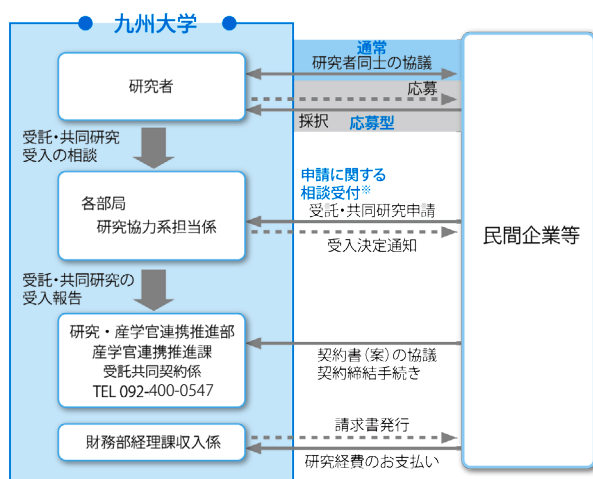 九州大学
通常
研究者同士の協議
研究者
応募
採択 応募型
受託・共同研究
受入の相談
申請に関する
相談受付※
各部局
研究協力系担当係
受託・共同研究申請
受入決定通知
民間企業等
受託・共同研究の
受入報告
研究・産学官連携推進部
産学官連携推進課
受託共同契約係
TEL 092-400-0547
契約書（案）の協議
契約締結手続き
財務部経理課収入係
請求書発行
研究経費のお支払い